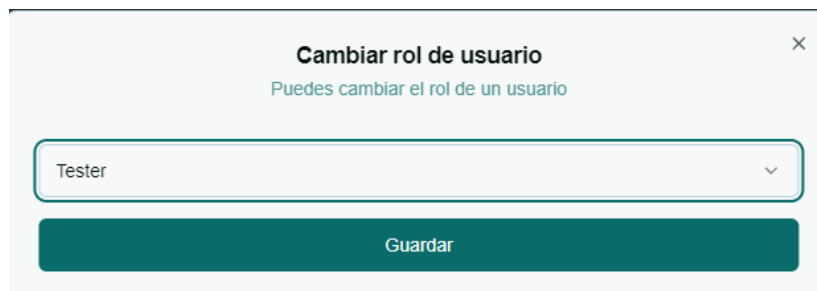 Cambiar rol de usuario
Puedes cambiar el rol de un usuario
Tester
Guardar